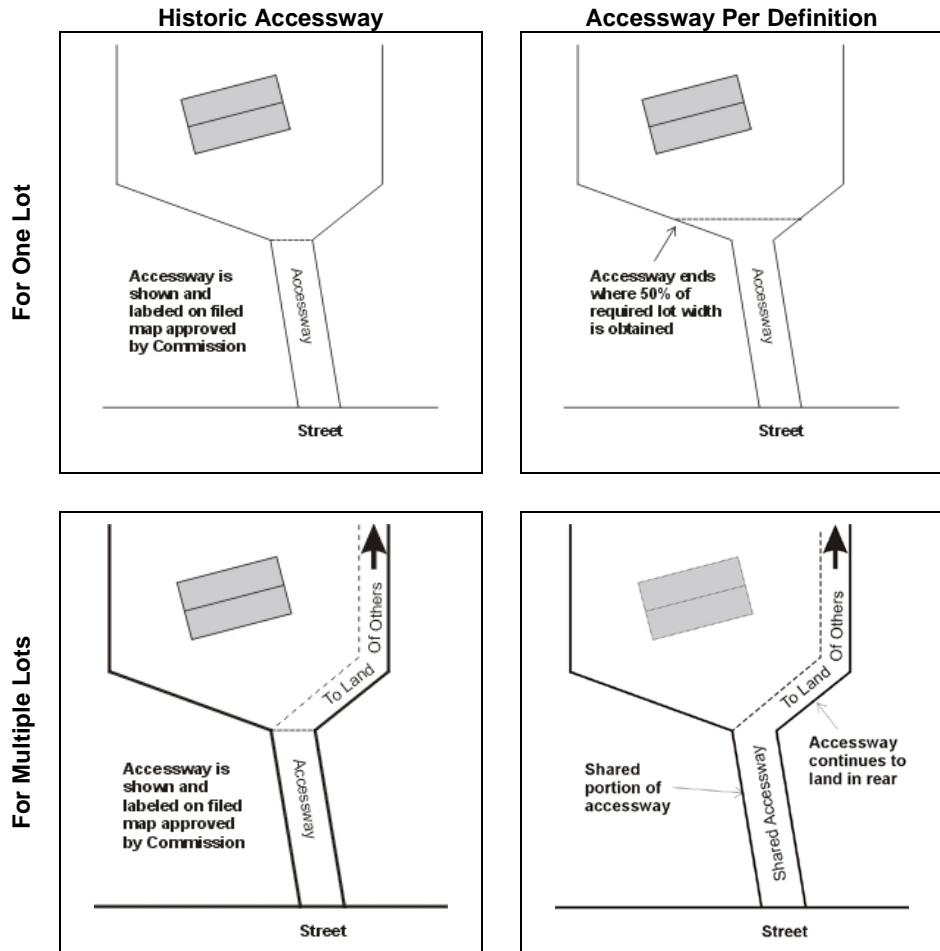 Historic Accessway
Accessway Per Definition
For One Lot
Accessway is
shown and
labeled on filed
map approved
by Commission
Accessway
Street
Accessway ends
where 50% of
required lot width
is obtained
Accessway
Street
For Multiple Lots
Of Others
To Land
Accessway is
shown and
labeled on filed
map approved
by Commission
Accessway
Street
Of Others
To Land
Shared
portion of
accessway
Accessway
continues to
land in rear
Shared Accessway
Street